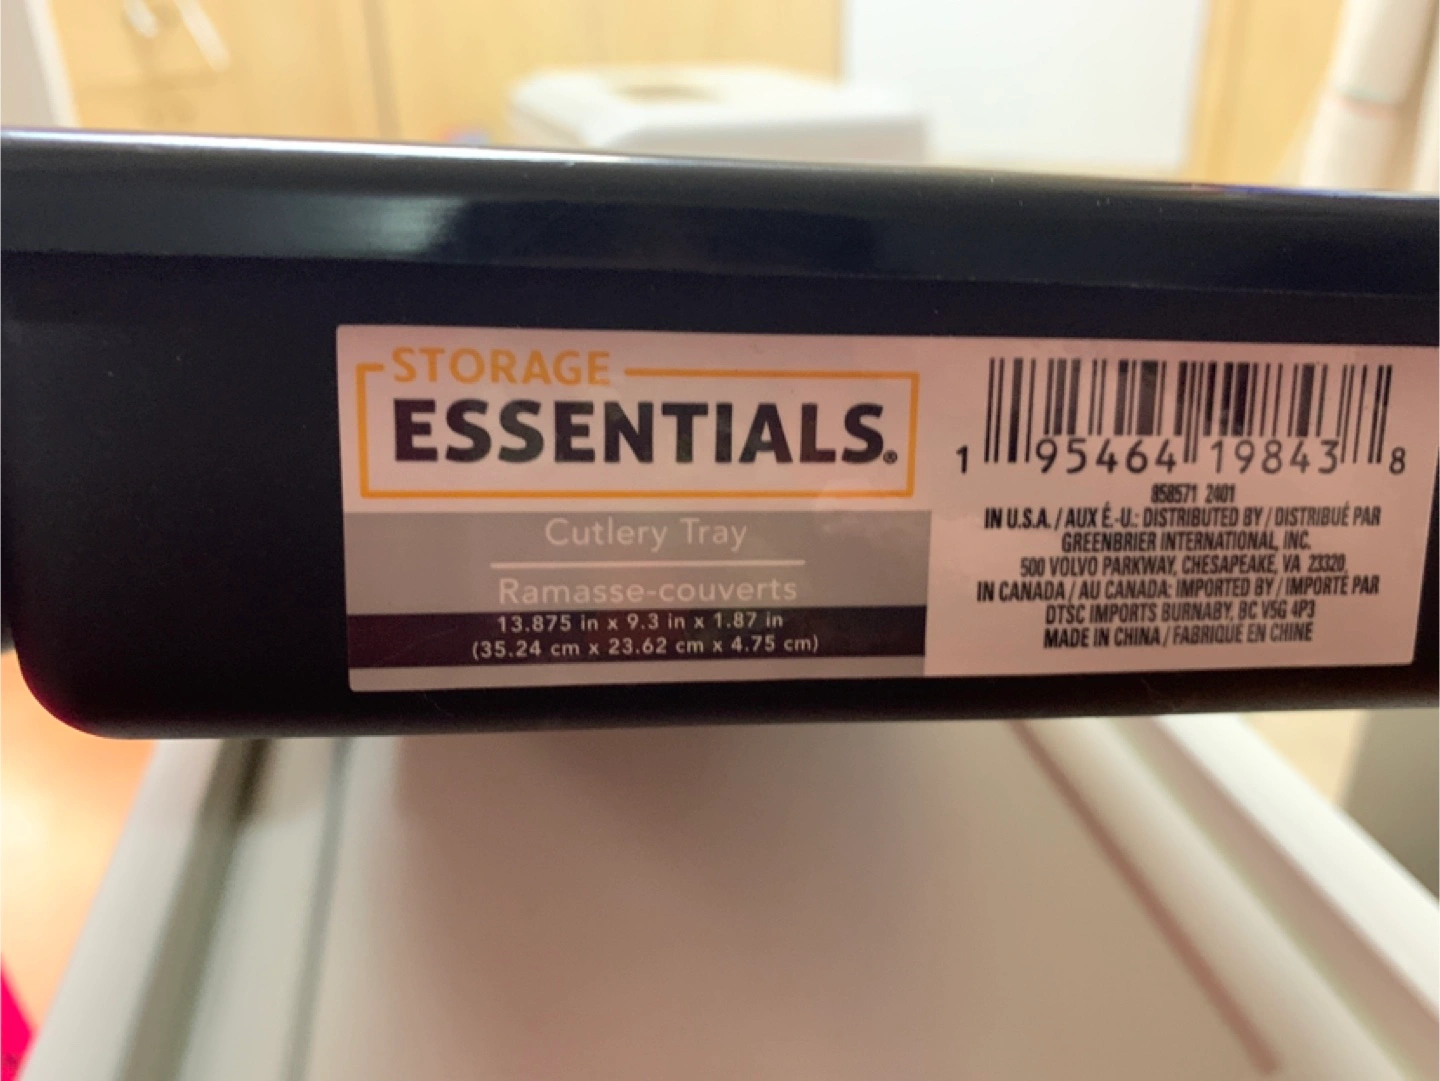 STORAGE
ESSENTIALS®
Cutlery Tray
Ramasse-couverts
13.875 in x 9.3 in x 1.87 in
(35.24 cm x 23.62 cm x 4.75 cm)
1 95464 19843 8
858571 2401
IN U.S.A. / AUX É.-U.: DISTRIBUTED BY / DISTRIBUÉ PAR
GREENBRIER INTERNATIONAL, INC.
500 VOLVO PARKWAY, CHESAPEAKE, VA 23320
IN CANADA / AU CANADA: IMPORTED BY / IMPORTÉ PAR
DTSC IMPORTS BURNABY, BC V5G 4P3
MADE IN CHINA / FABRIQUÉ EN CHINE